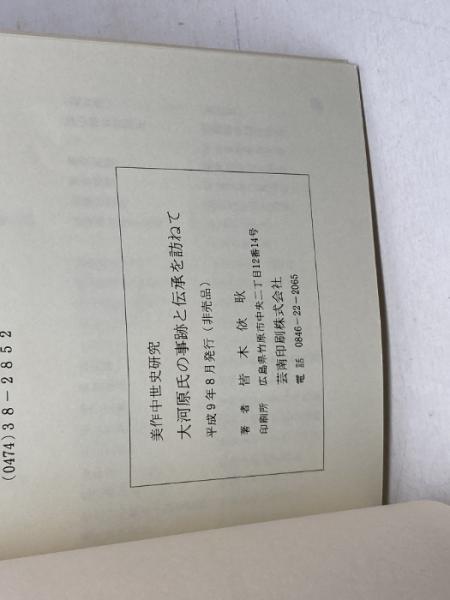 (0474)38-2852
美作中世史研究
大河原氏の事跡と伝承を訪ねて
平成9年8月発行(非売品)
著者 皆木攸耿
印刷所 広島県竹原市中央二丁目12番14号
芸南印刷株式会社
電話 0846-22-2065